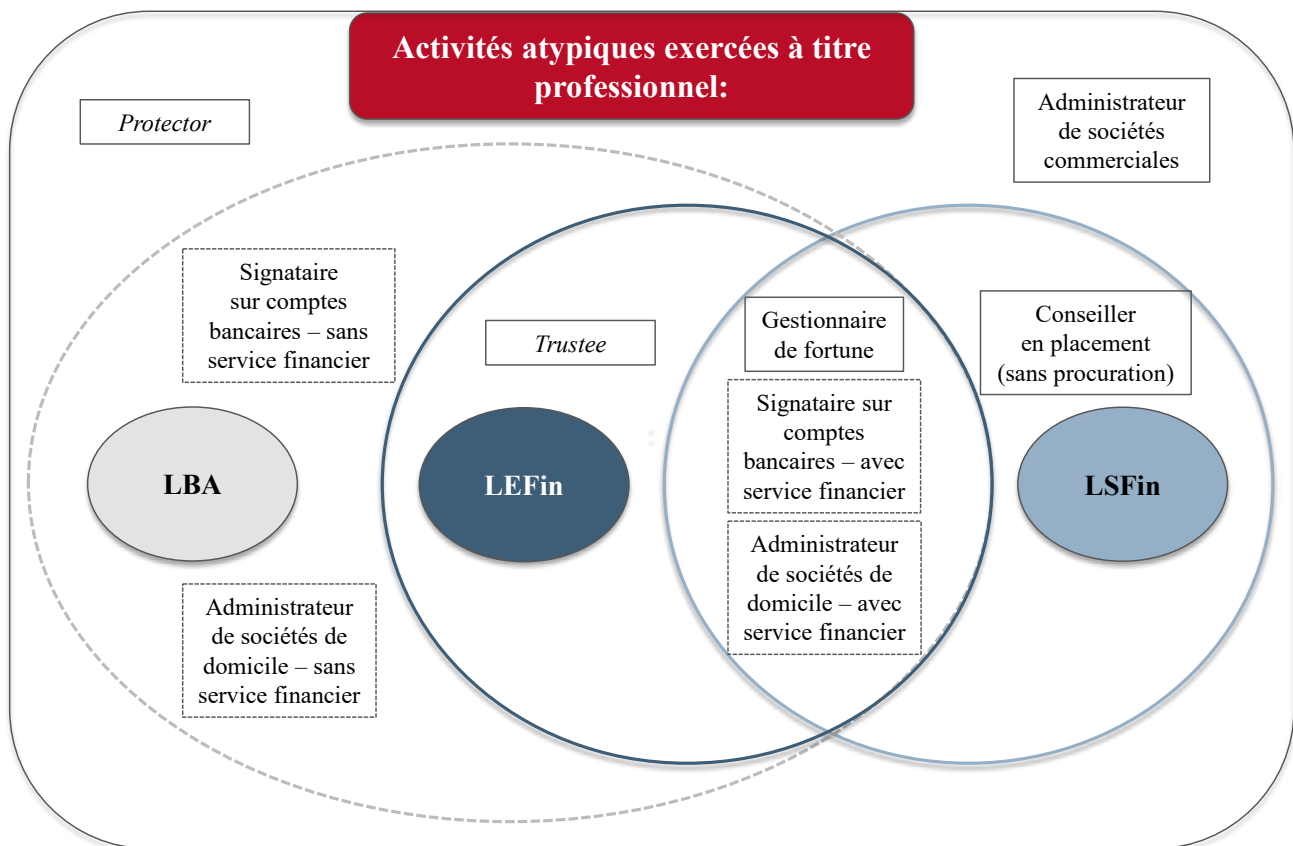 Activités atypiques exercées à titre
professionnel:
Protector
Administrateur
de sociétés
commerciales
Signataire
sur comptes
bancaires – sans
service financier
Trustee
Gestionnaire
de fortune
Conseiller
en placement
(sans procuration)
Signataire sur
comptes
bancaires – avec
service financier
LBA
LEFin
LSFin
Administrateur
de sociétés de
domicile – avec
service financier
Administrateur
de sociétés de
domicile – sans
service financier